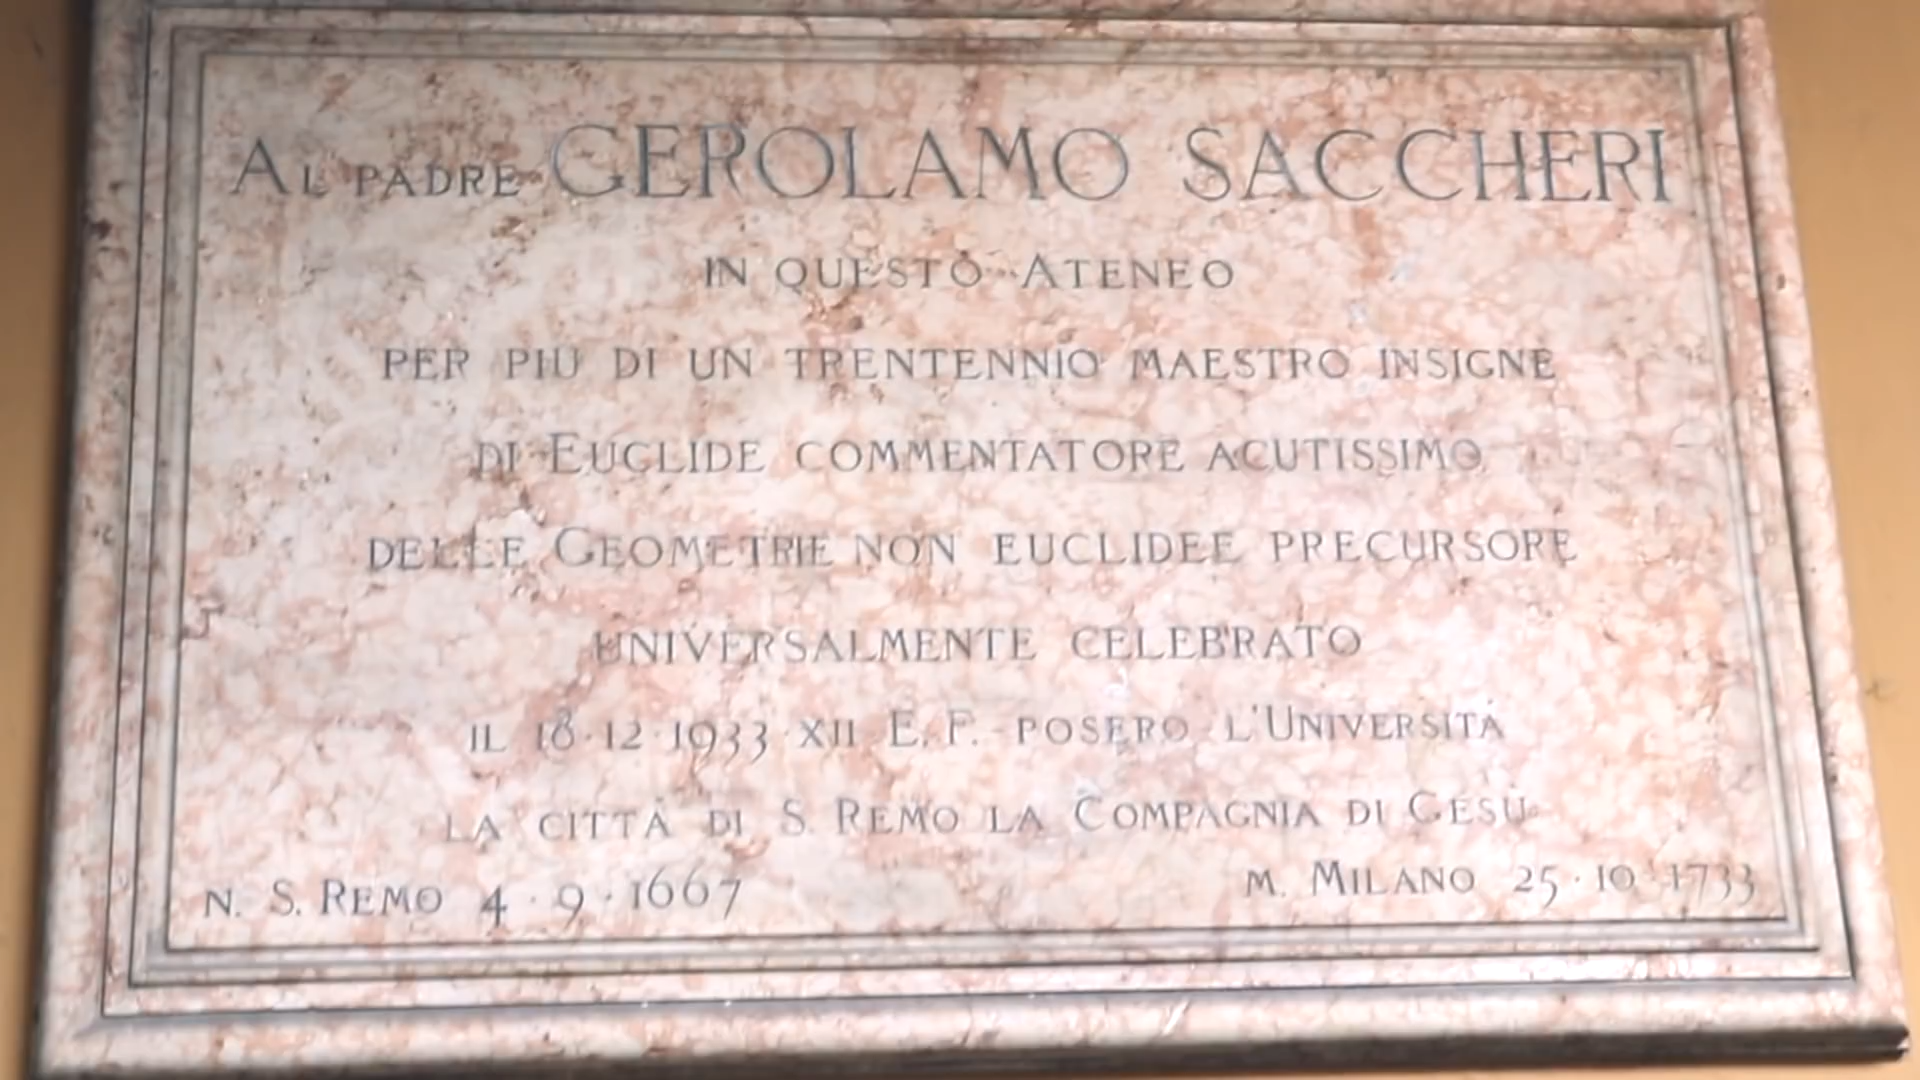 AL PADRE GEROLAMO SACCHERI
IN QUESTO ATENEO
PER PIÙ DI UN TRENTENNIO MAESTRO INSIGNE
DI EUCLIDE COMMENTATORE ACUTISSIMO
DELLE GEOMETRIE NON EUCLIDEE PRECURSORE
UNIVERSALMENTE CELEBRATO
IL 18·12·1933·XII E. F. POSERO L'UNIVERSITÀ
LA CITTÀ DI S. REMO LA COMPAGNIA DI GESÙ
N. S. REMO 4·9·1667 M. MILANO 25·10·1733